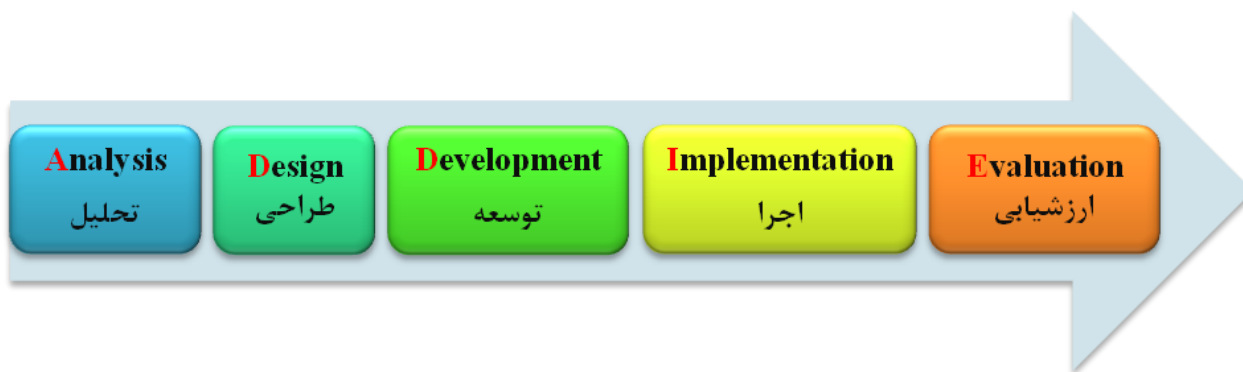 Analysis
تحلیل
Design
طراحی
Development
توسعه
Implementation
اجرا
Evaluation
ارزشیابی